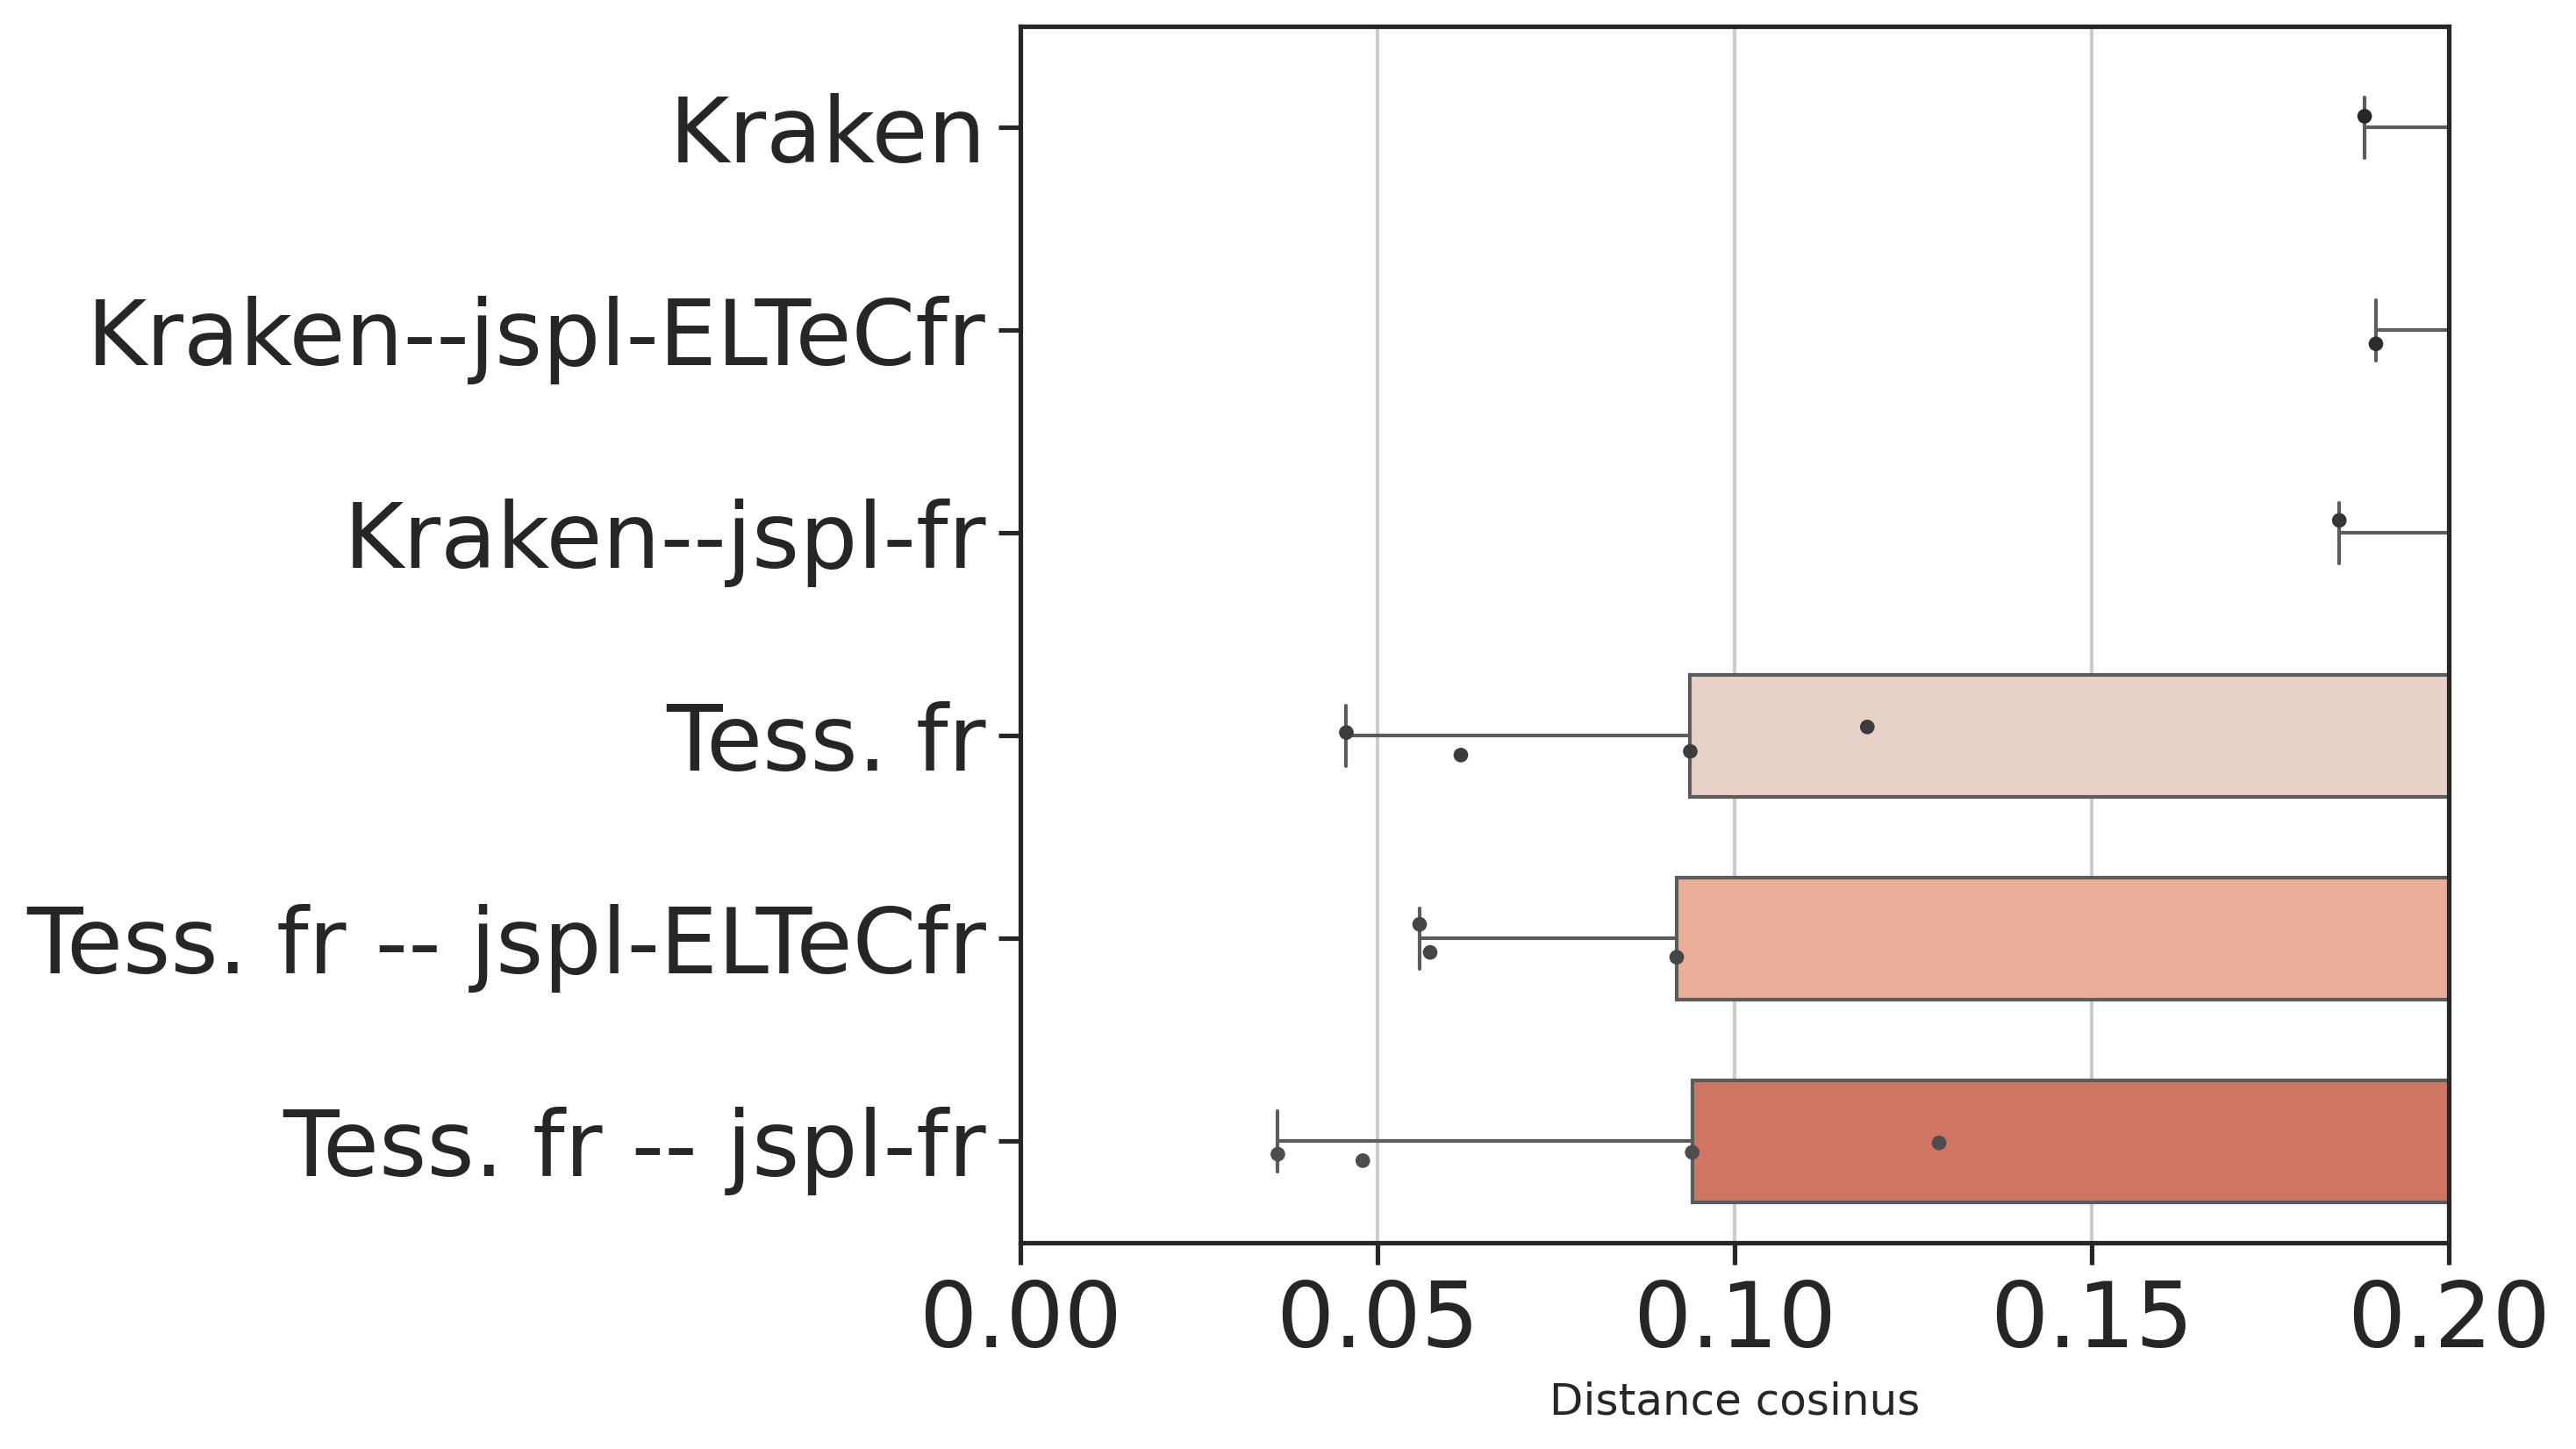 Kraken
Kraken--jspl-ELTeCfr
Kraken--jspl-fr
Tess. fr
Tess. fr -- jspl-ELTeCfr
Tess. fr -- jspl-fr
0.00 0.05 0.10 0.15 0.20
Distance cosinus